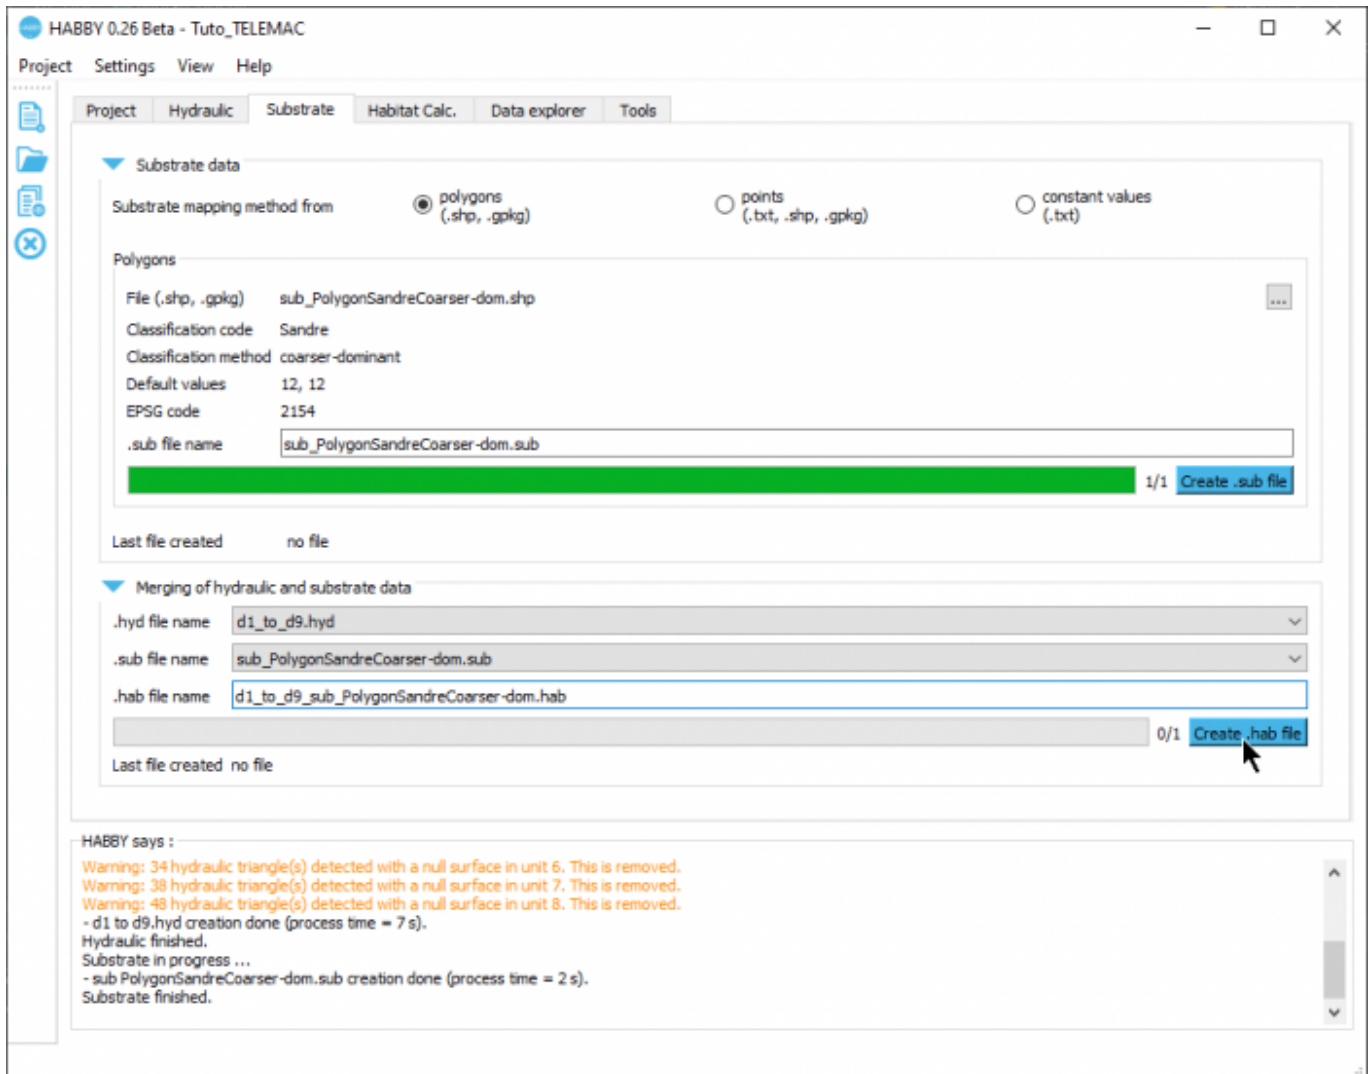 HABBY 0.26 Beta - Tuto_TELEMAC
Project Settings View Help
Project Hydraulic Substrate Habitat Calc. Data explorer Tools
Substrate data
Substrate mapping method from
polygons
(.shp, .gpkg)
points
(.txt, .shp, .gpkg)
constant values
(.txt)
Polygons
File (.shp, .gpkg) sub_PolygonSandreCoarser-dom.shp ...
Classification code Sandre
Classification method coarser-dominant
Default values 12, 12
EPSG code 2154
.sub file name sub_PolygonSandreCoarser-dom.sub
1/1 Create .sub file
Last file created no file
Merging of hydraulic and substrate data
.hyd file name d1_to_d9.hyd
.sub file name sub_PolygonSandreCoarser-dom.sub
.hab file name d1_to_d9_sub_PolygonSandreCoarser-dom.hab
0/1 Create .hab file
Last file created no file
HABBY says :
Warning: 34 hydraulic triangle(s) detected with a null surface in unit 6. This is removed.
Warning: 38 hydraulic triangle(s) detected with a null surface in unit 7. This is removed.
Warning: 48 hydraulic triangle(s) detected with a null surface in unit 8. This is removed.
- d1 to d9.hyd creation done (process time = 7 s).
Hydraulic finished.
Substrate in progress ...
- sub PolygonSandreCoarser-dom.sub creation done (process time = 2 s).
Substrate finished.